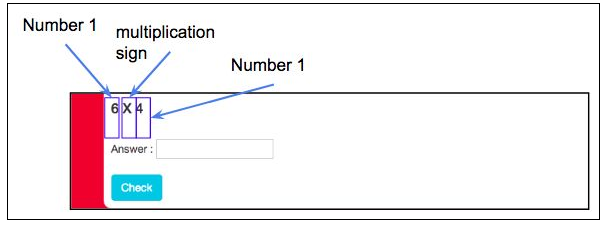 Number 1
multiplication
sign
Number 1
6 X 4
Answer :
Check